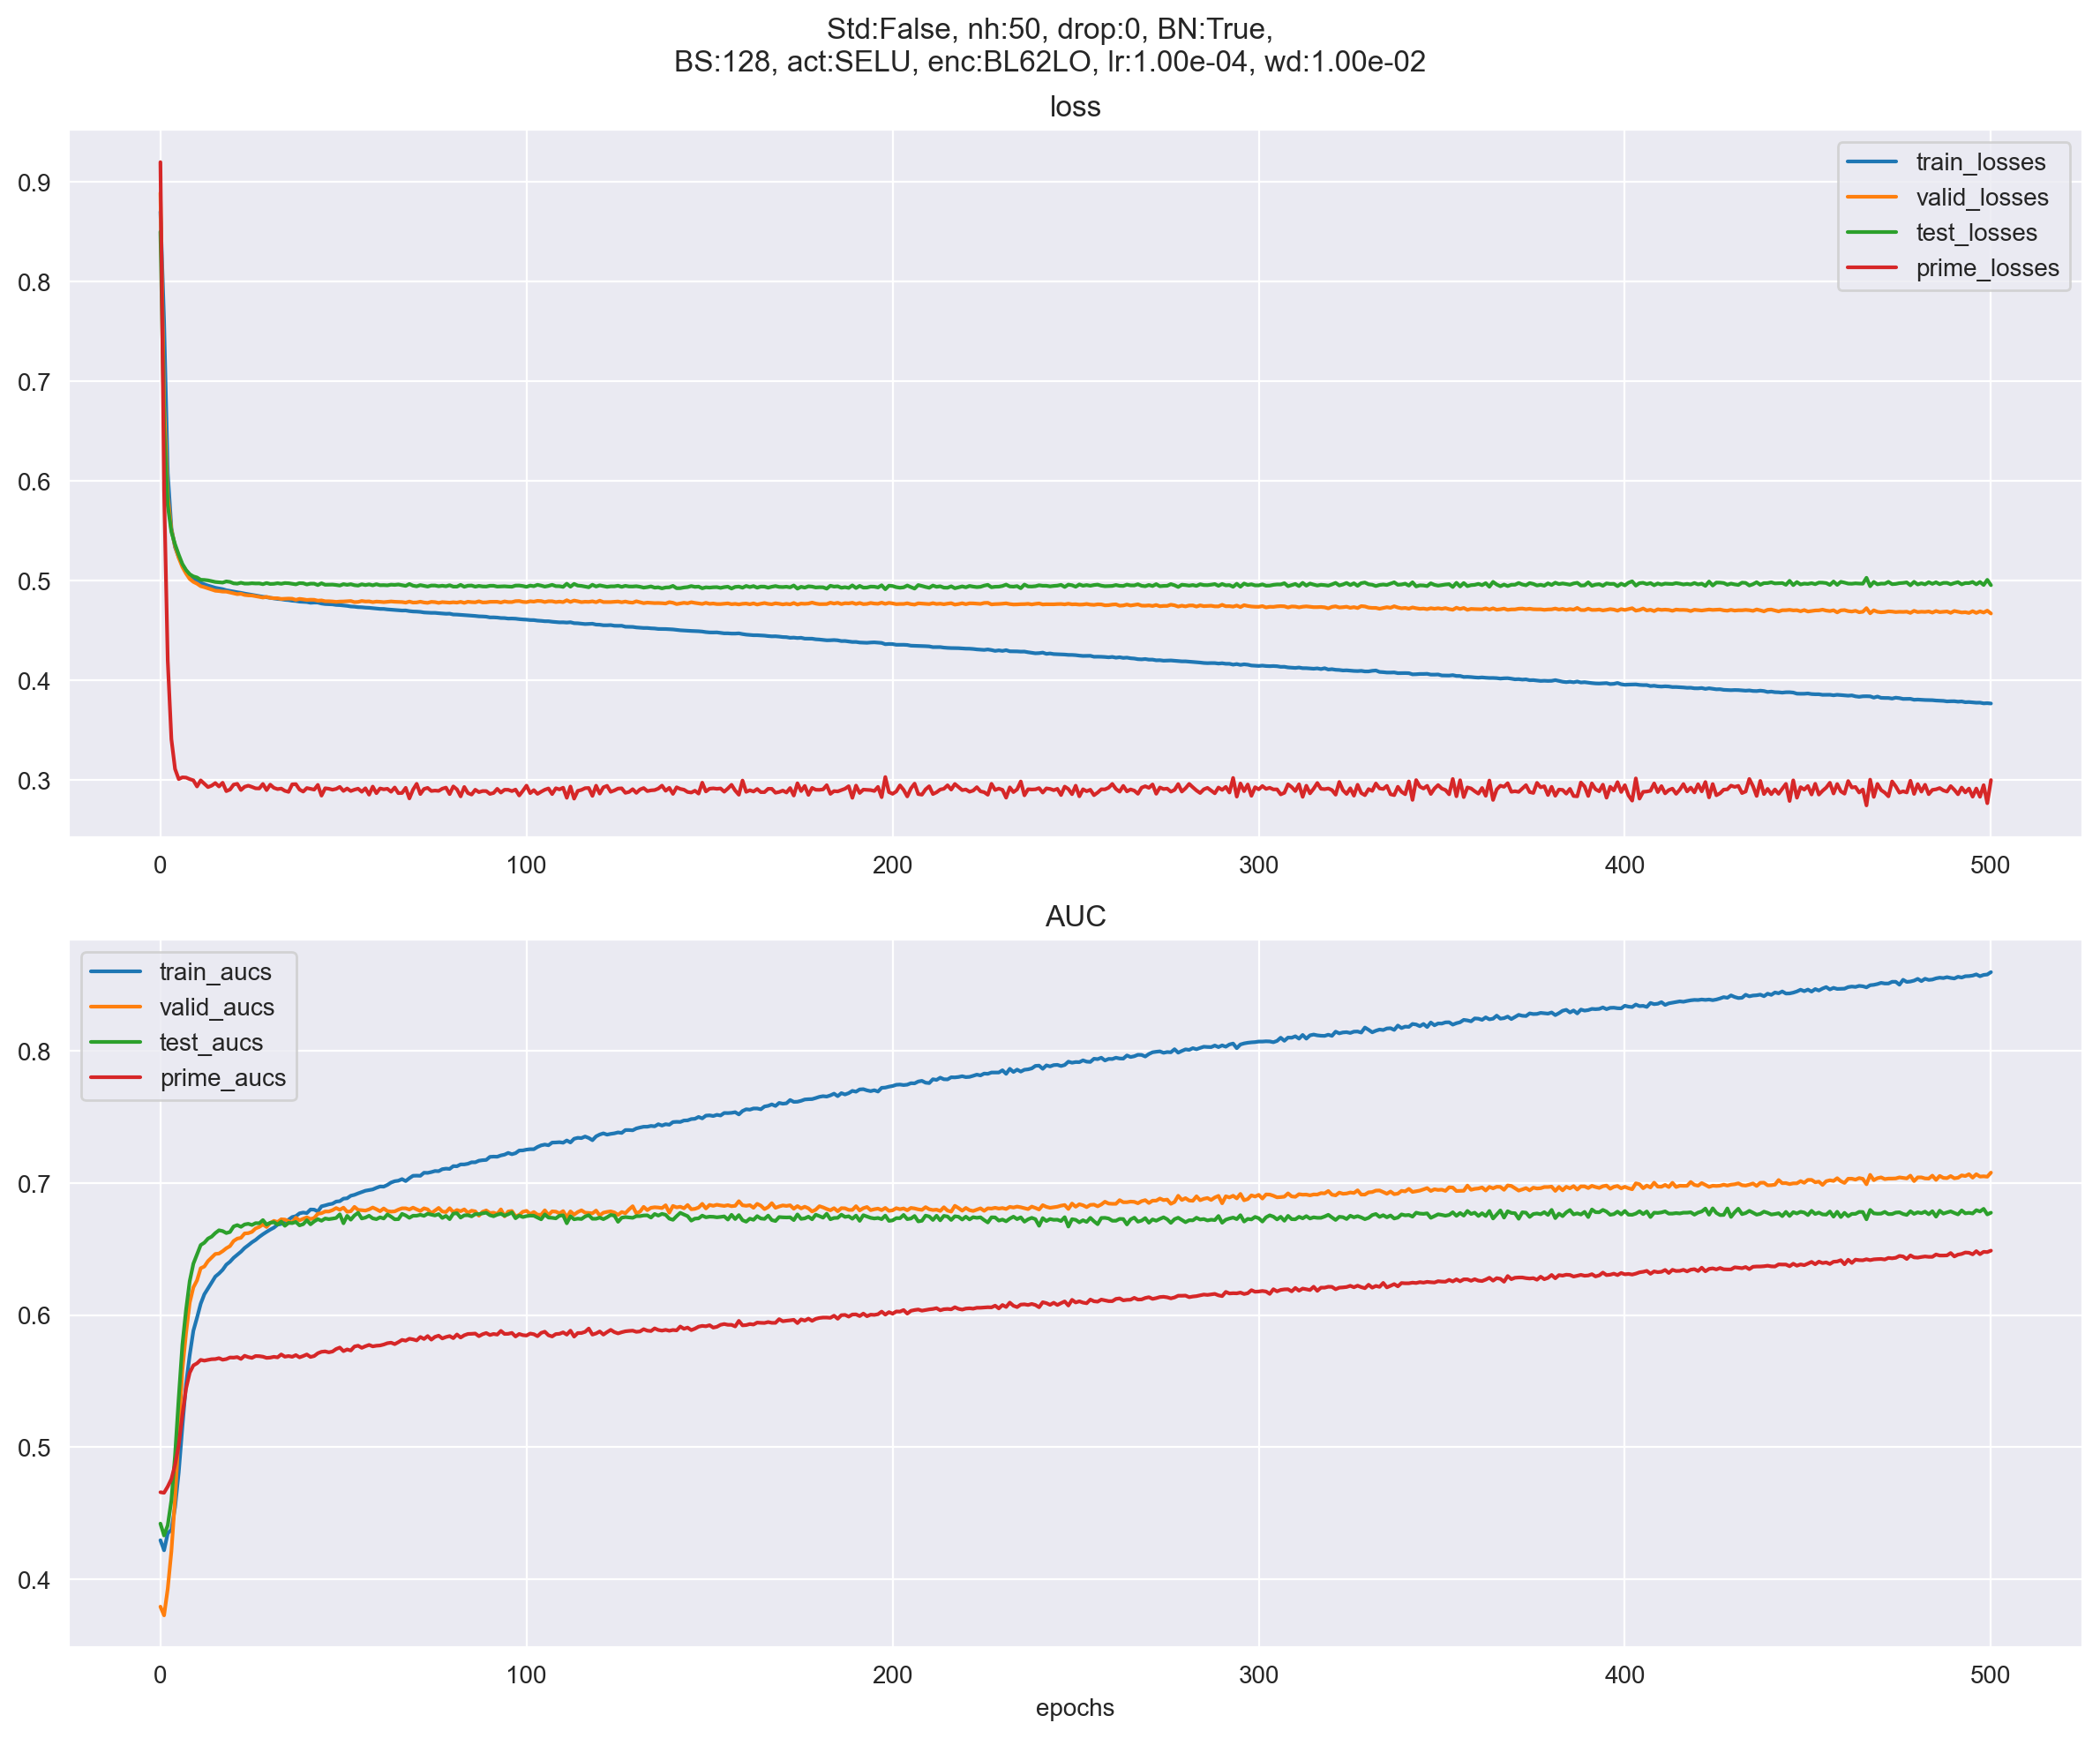 Std:False, nh:50, drop:0, BN:True,
BS:128, act:SELU, enc:BL62LO, lr:1.00e-04, wd:1.00e-02
loss
train_losses
valid_losses
test_losses
prime_losses
0.9
0.8
0.7
0.6
0.5
0.4
0.3
0 100 200 300 400 500
AUC
train_aucs
valid_aucs
test_aucs
prime_aucs
0.8
0.7
0.6
0.5
0.4
0 100 200 300 400 500
epochs